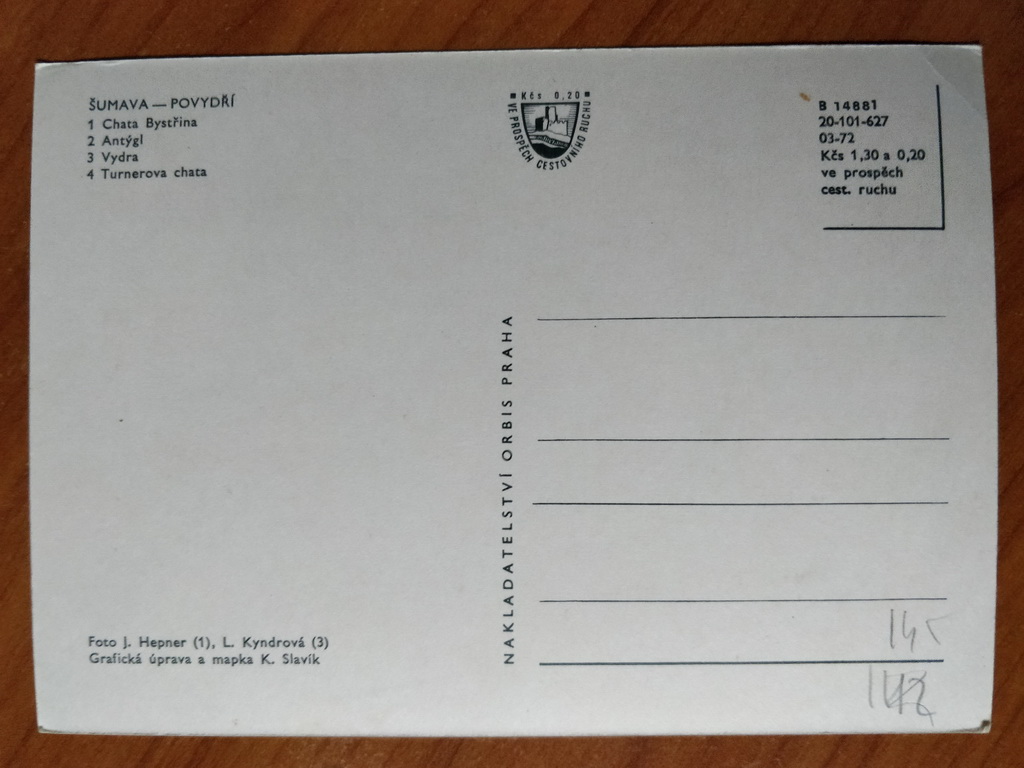 ŠUMAVA — POVYDŘÍ
1 Chata Bystřina
2 Antýgl
3 Vydra
4 Turnerova chata
Kčs 0,20
VE PROSPĚCH CESTOVNÍHO RUCHU
B 14881
20-101-627
03-72
Kčs 1,30 a 0,20
ve prospěch
cest. ruchu
NAKLADATELSTVÍ ORBIS PRAHA
Foto J. Hepner (1), L. Kyndrová (3)
Grafická úprava a mapka K. Slavík
145